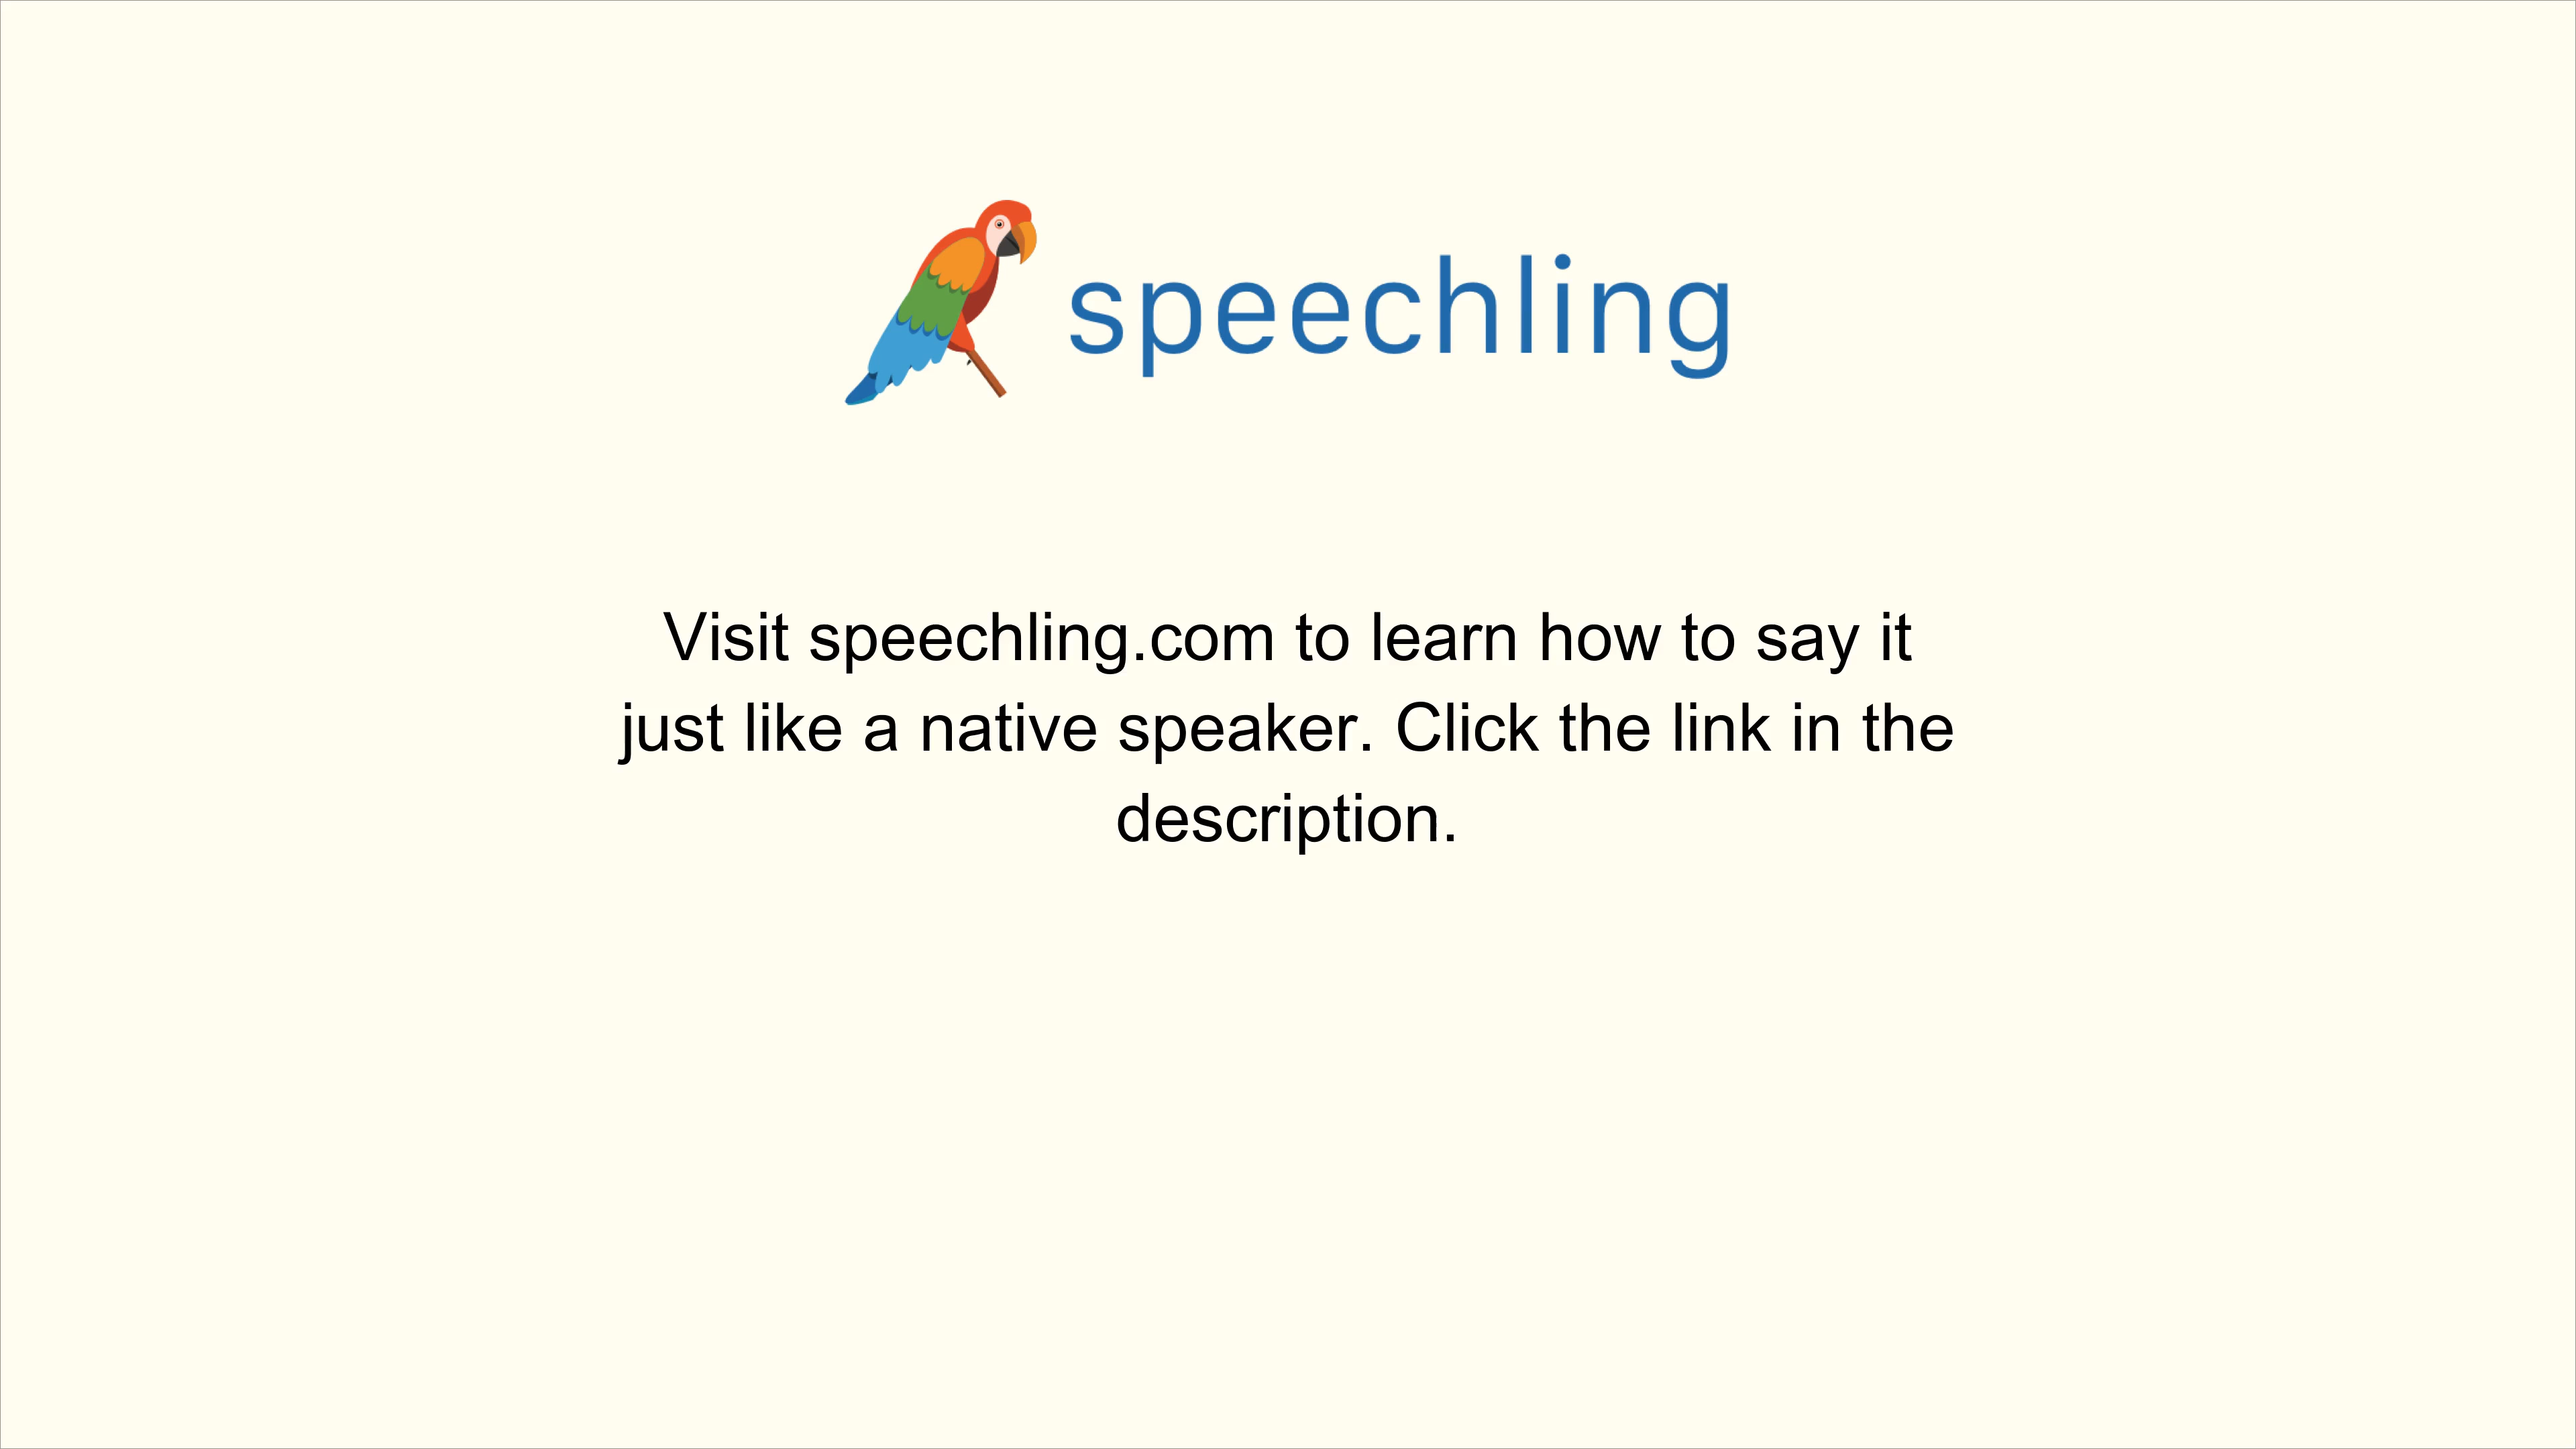 speechling
Visit speechling.com to learn how to say it
just like a native speaker. Click the link in the
description.